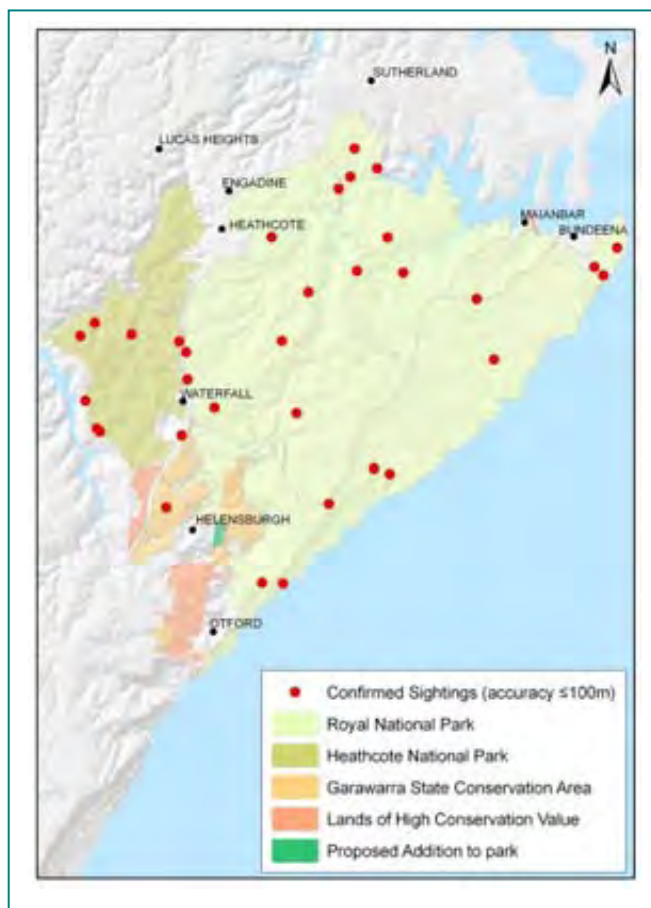 N
SUTHERLAND
LUCAS HEIGHTS
ENGADINE
HEATHCOTE
MAIANBAR
BUNDEENA
WATERFALL
HELENSBURGH
OTFORD
Confirmed Sightings (accuracy ≤100m)
Royal National Park
Heathcote National Park
Garawarra State Conservation Area
Lands of High Conservation Value
Proposed Addition to park